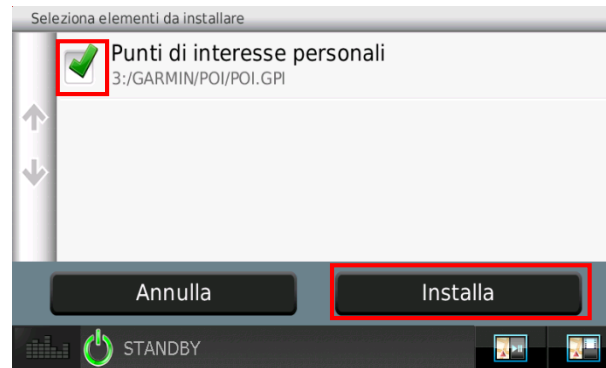 Seleziona elementi da installare
Punti di interesse personali
3:/GARMIN/POI/POI.GPI
Annulla
Installa
STANDBY